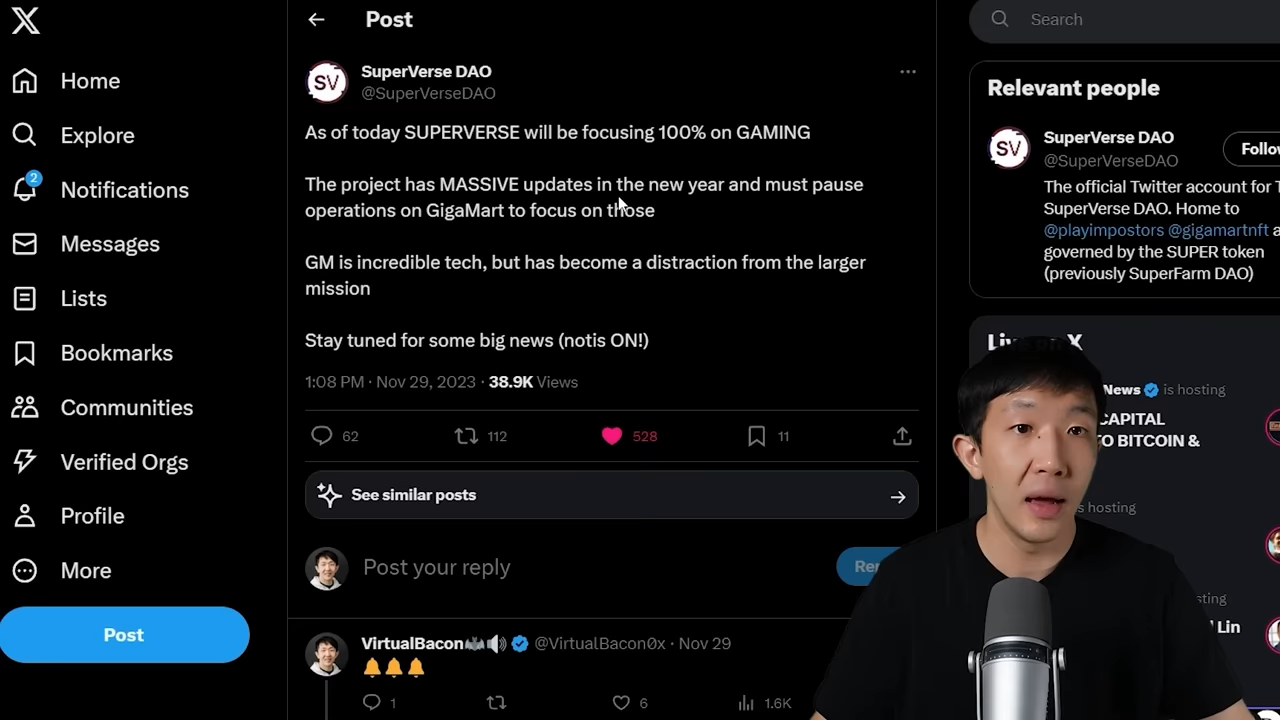 Post
Search
Home
Explore
2
Notifications
Messages
Lists
Bookmarks
Communities
Verified Orgs
Profile
More
Post
SV
SuperVerse DAO
@SuperVerseDAO
As of today SUPERVERSE will be focusing 100% on GAMING
The project has MASSIVE updates in the new year and must pause
operations on GigaMart to focus on those
GM is incredible tech, but has become a distraction from the larger
mission
Stay tuned for some big news (notis ON!)
1:08 PM · Nov 29, 2023 · 38.9K Views
62 112 528 11
See similar posts
Post your reply
VirtualBacon @VirtualBacon0x · Nov 29
1 6 1.6K
Relevant people
SV
SuperVerse DAO
@SuperVerseDAO
The official Twitter account for
SuperVerse DAO. Home to
@playimpostors @gigamartnft
governed by the SUPER token
(previously SuperFarm DAO)
on X
News is hosting
CAPITAL
BITCOIN &
hosting
Lin